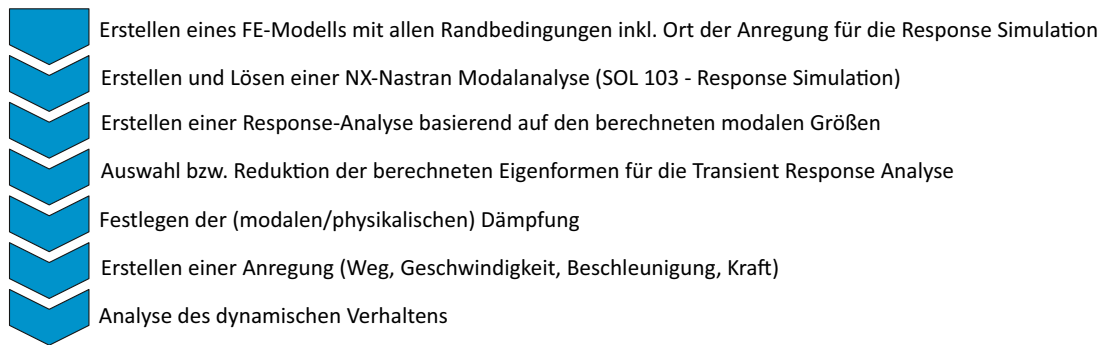 Erstellen eines FE-Modells mit allen Randbedingungen inkl. Ort der Anregung für die Response Simulation
Erstellen und Lösen einer NX-Nastran Modalanalyse (SOL 103 - Response Simulation)
Erstellen einer Response-Analyse basierend auf den berechneten modalen Größen
Auswahl bzw. Reduktion der berechneten Eigenformen für die Transient Response Analyse
Festlegen der (modalen/physikalischen) Dämpfung
Erstellen einer Anregung (Weg, Geschwindigkeit, Beschleunigung, Kraft)
Analyse des dynamischen Verhaltens